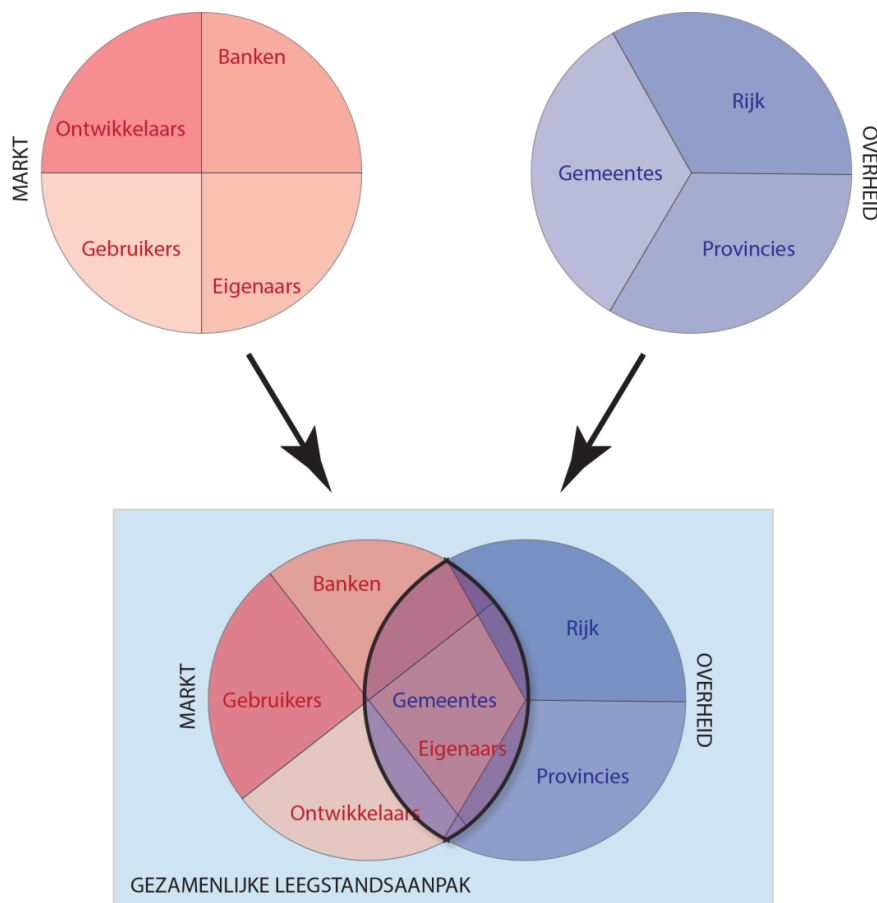 Banken
Ontwikkelaars
MARKT
Gebruikers
Eigenaars
Rijk
Gemeentes
OVERHEID
Provincies
Banken
Rijk
MARKT
Gebruikers
Gemeentes
OVERHEID
Eigenaars
Provincies
Ontwikkelaars
GEZAMENLIJKE LEEGSTANDSAANPAK